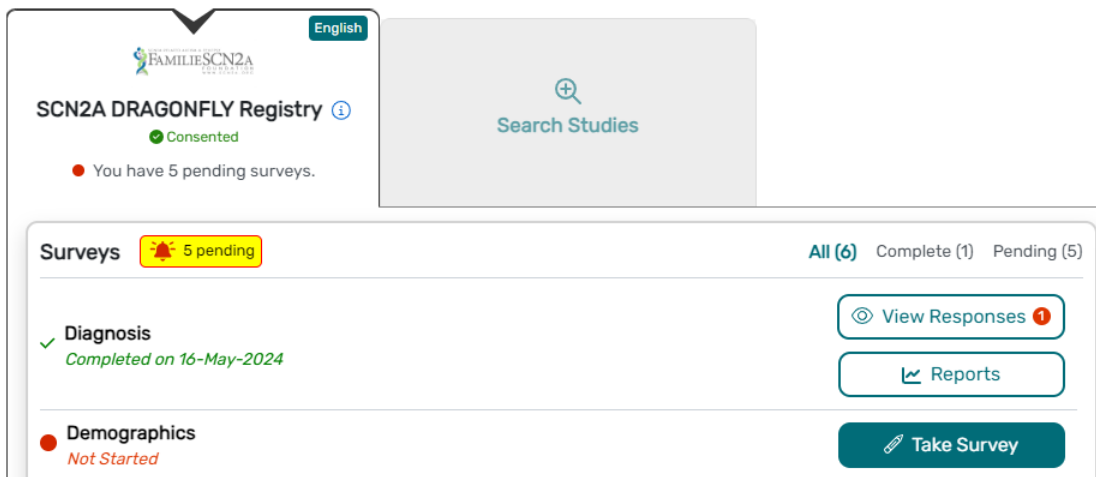 English
FAMILIESCN2A
FOUNDATION
SCN2A DRAGONFLY Registry
Consented
You have 5 pending surveys.
Search Studies
Surveys
5 pending
All (6) Complete (1) Pending (5)
Diagnosis
Completed on 16-May-2024
View Responses 1
Reports
Demographics
Not Started
Take Survey